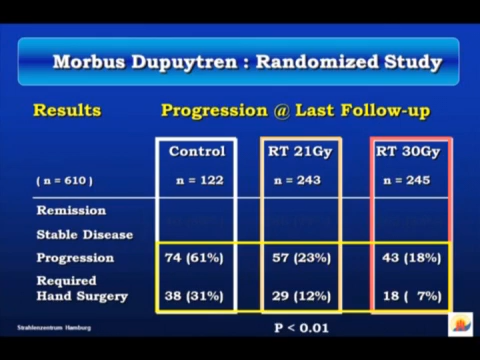 Morbus Dupuytren : Randomized Study
Results Progression @ Last Follow-up
Control RT 21Gy RT 30Gy
( n = 610 ) n = 122 n = 243 n = 245
Remission
Stable Disease
Progression 74 (61%) 57 (23%) 43 (18%)
Required
Hand Surgery 38 (31%) 29 (12%) 18 ( 7%)
Strahlenzentrum Hamburg
P < 0.01